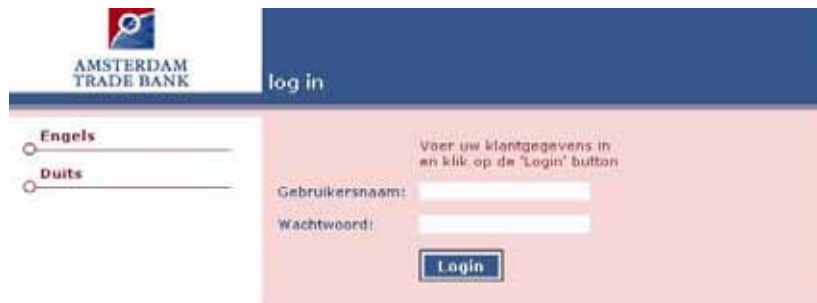 AMSTERDAM
TRADE BANK
log in
Engels
Duits
Voer uw klantgegevens in
en klik op de 'Login' button
Gebruikersnaam:
Wachtwoord:
Login